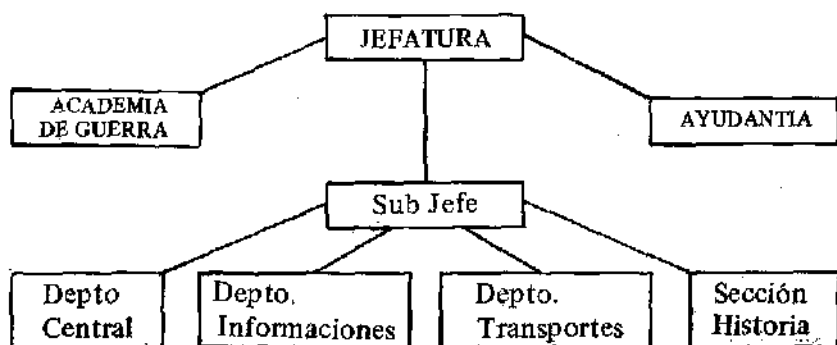 JEFATURA
ACADEMIA
DE GUERRA
AYUDANTIA
Sub Jefe
Depto
Central
Depto.
Informaciones
Depto.
Transportes
Sección
Historia